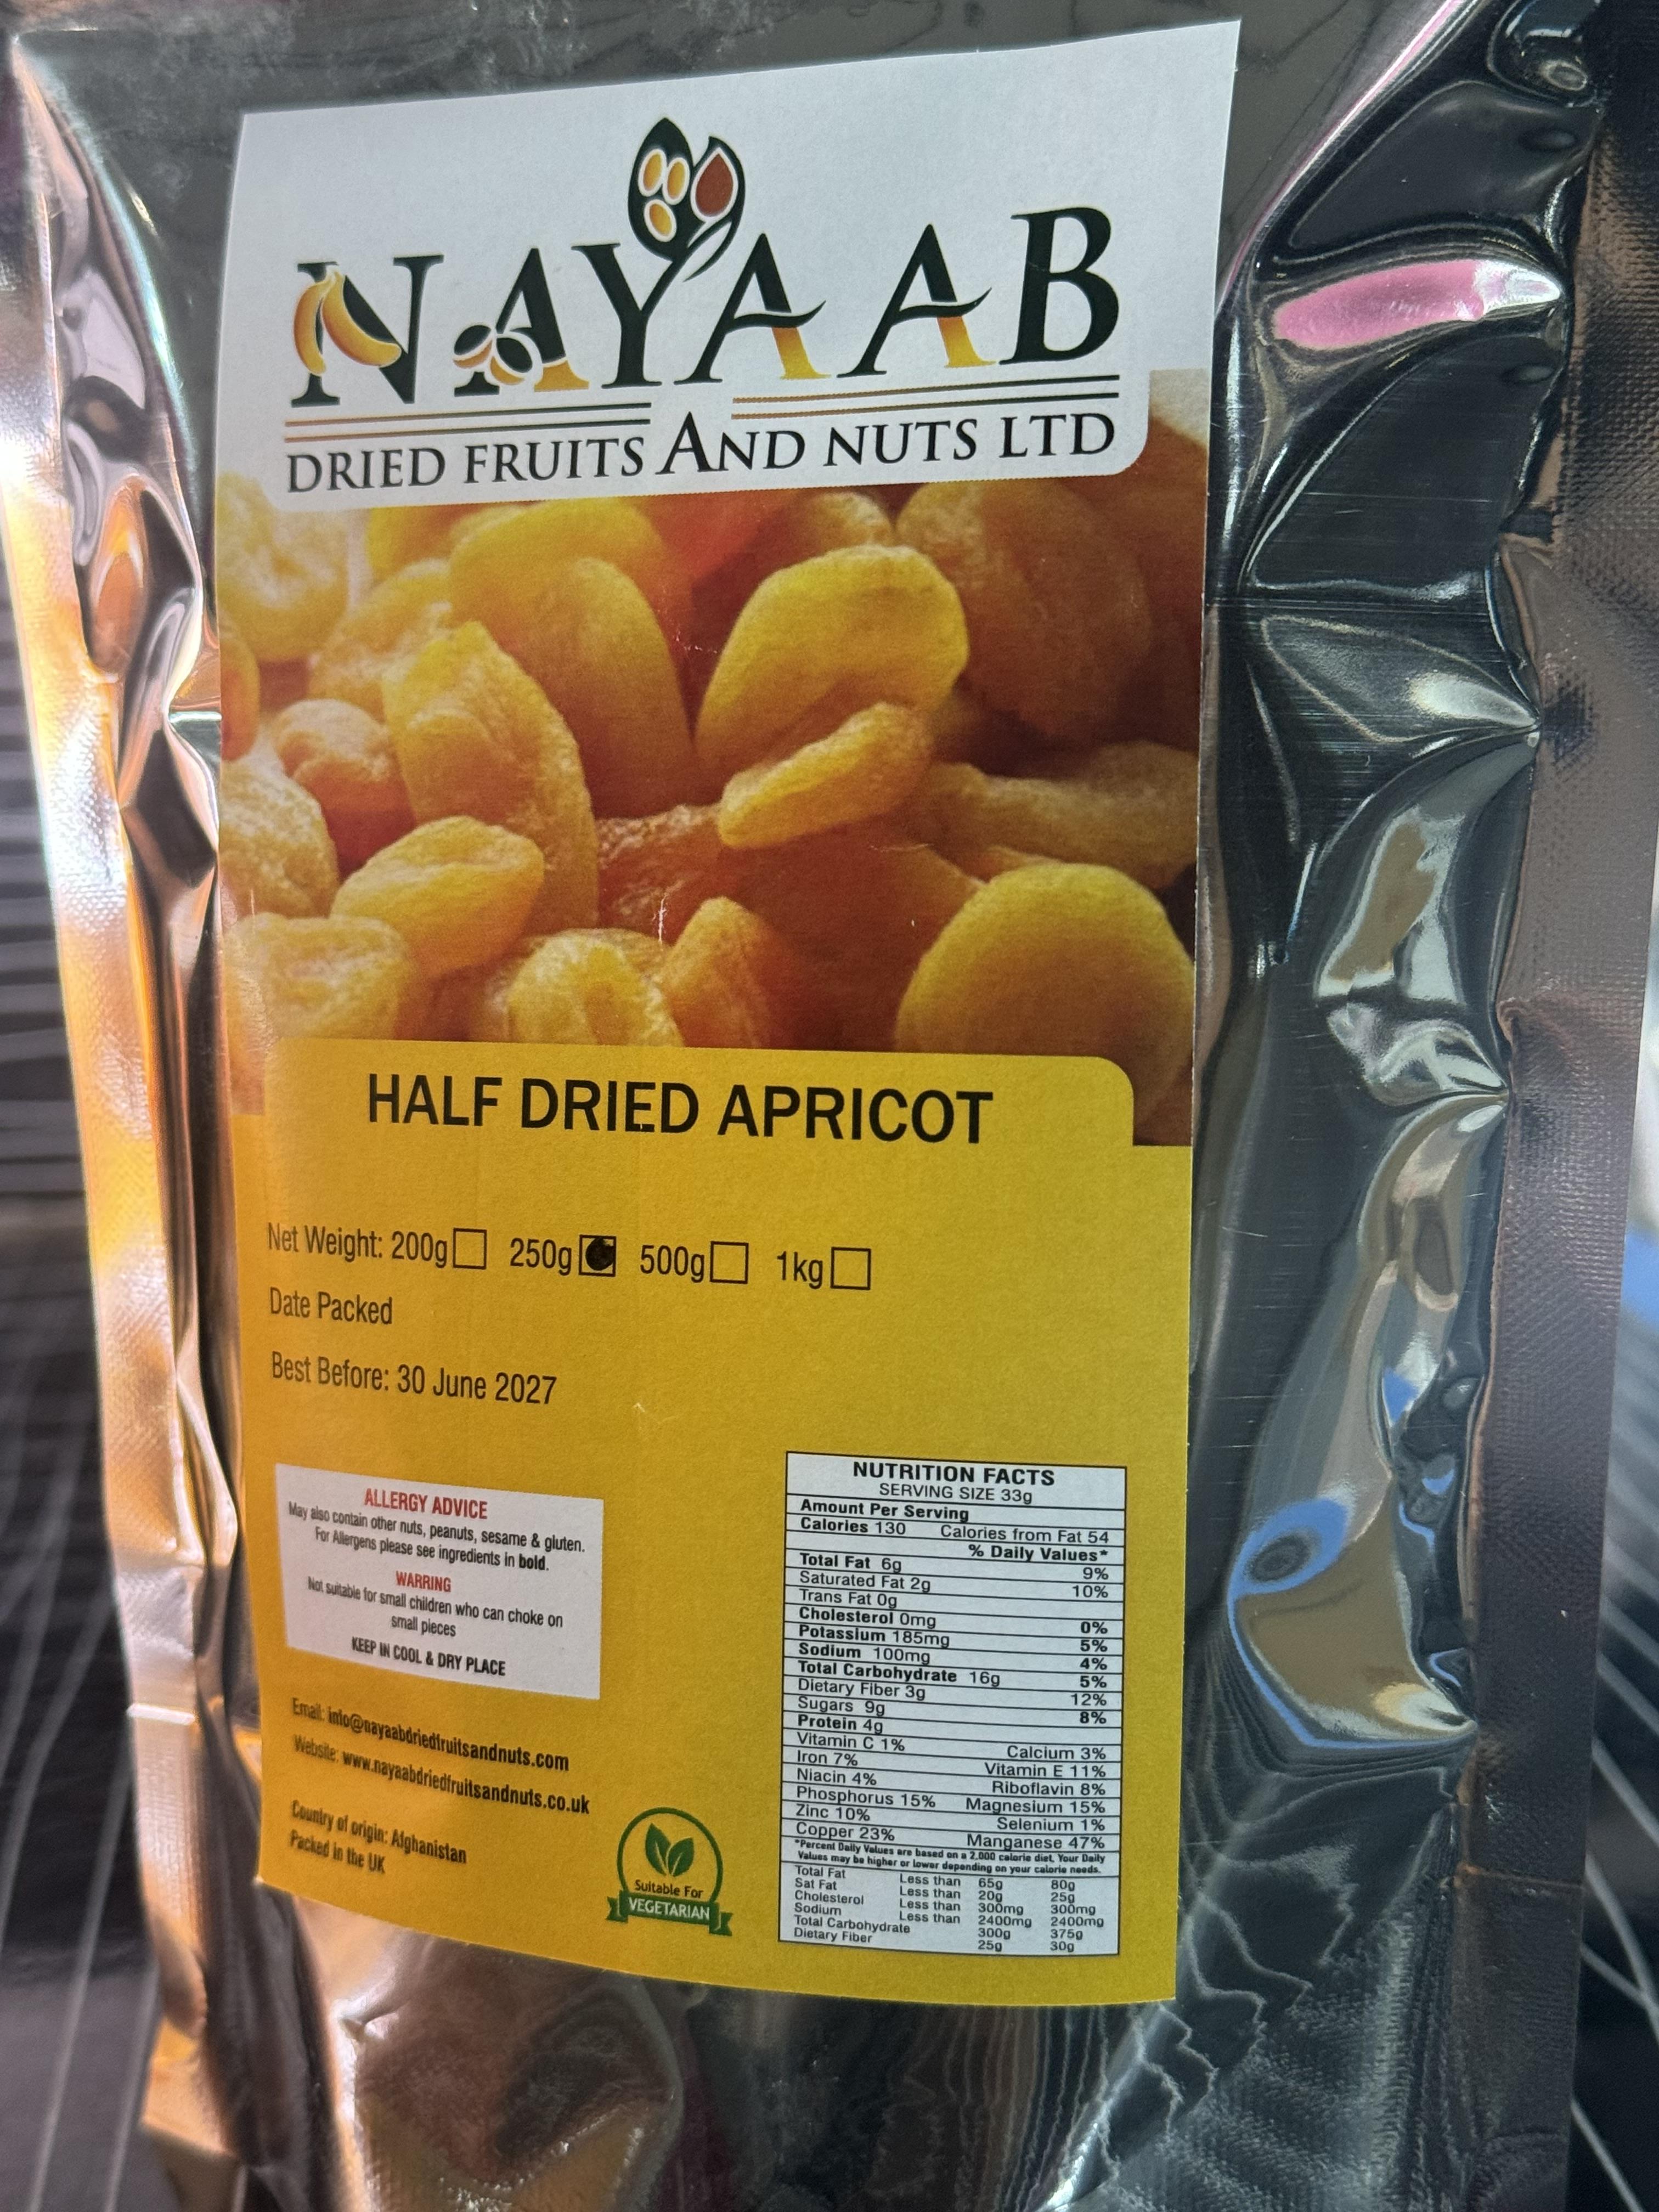 NAYAAB
DRIED FRUITS AND NUTS LTD
HALF DRIED APRICOT
Net Weight: 200g 250g 500g 1kg
Date Packed
Best Before: 30 June 2027
ALLERGY ADVICE
May also contain other nuts, peanuts, sesame & gluten.
For Allergens please see ingredients in bold.
WARRING
Not suitable for small children who can choke on
small pieces
KEEP IN COOL & DRY PLACE
Email: info@nayaabdriedfruitsandnuts.com
Website: www.nayaabdriedfruitsandnuts.co.uk
Country of origin: Afghanistan
Packed in the UK
Suitable For
VEGETARIAN
NUTRITION FACTS
SERVING SIZE 33g
Amount Per Serving
Calories 130 Calories from Fat 54
% Daily Values*
Total Fat 6g 9%
Saturated Fat 2g 10%
Trans Fat 0g
Cholesterol 0mg 0%
Potassium 185mg 5%
Sodium 100mg 4%
Total Carbohydrate 16g 5%
Dietary Fiber 3g 12%
Sugars 9g
Protein 4g 8%
Vitamin C 1% Calcium 3%
Iron 7% Vitamin E 11%
Niacin 4% Riboflavin 8%
Phosphorus 15% Magnesium 15%
Zinc 10% Selenium 1%
Copper 23% Manganese 47%
*Percent Daily Values are based on a 2,000 calorie diet, Your Daily
Values may be higher or lower depending on your calorie needs.
Total Fat Less than 65g 80g
Sat Fat Less than 20g 25g
Cholesterol Less than 300mg 300mg
Sodium Less than 2400mg 2400mg
Total Carbohydrate 300g 375g
Dietary Fiber 25g 30g